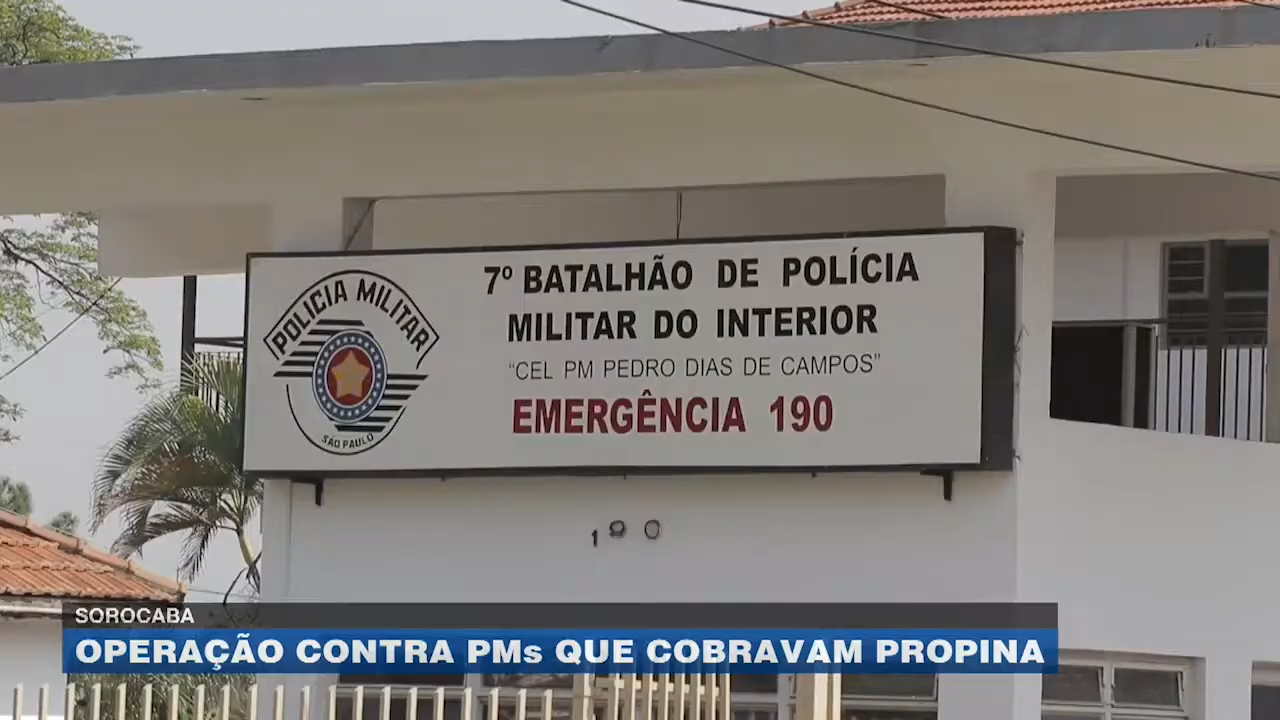 7º BATALHÃO DE POLÍCIA
MILITAR DO INTERIOR
"CEL PM PEDRO DIAS DE CAMPOS"
EMERGÊNCIA 190
POLÍCIA MILITAR
SÃO PAULO
190
SOROCABA
OPERAÇÃO CONTRA PMs QUE COBRAVAM PROPINA